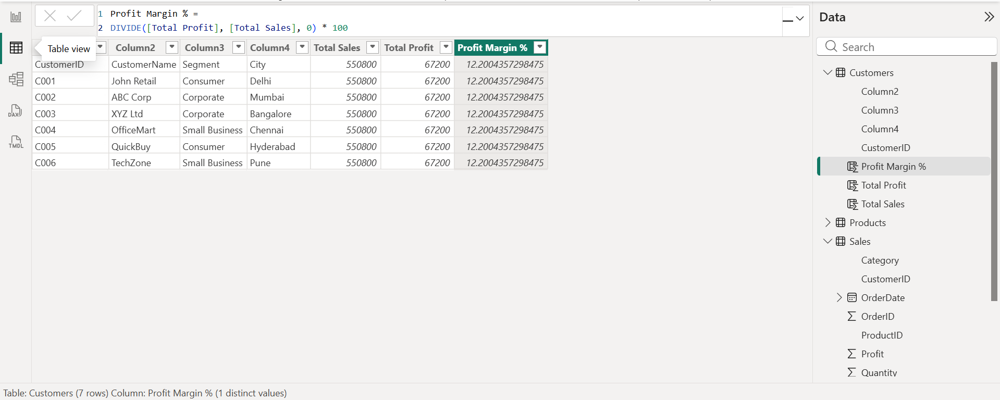 1 Profit Margin % =
2 DIVIDE([Total Profit], [Total Sales], 0) * 100
Table view
Column2 Column3 Column4 Total Sales Total Profit Profit Margin %
CustomerID CustomerName Segment City 550800 67200 12.2004357298475
C001 John Retail Consumer Delhi 550800 67200 12.2004357298475
C002 ABC Corp Corporate Mumbai 550800 67200 12.2004357298475
C003 XYZ Ltd Corporate Bangalore 550800 67200 12.2004357298475
C004 OfficeMart Small Business Chennai 550800 67200 12.2004357298475
C005 QuickBuy Consumer Hyderabad 550800 67200 12.2004357298475
C006 TechZone Small Business Pune 550800 67200 12.2004357298475
DAX
TMDL
Data
Search
Customers
Column2
Column3
Column4
CustomerID
Profit Margin %
Total Profit
Total Sales
Products
Sales
Category
CustomerID
OrderDate
OrderID
ProductID
Profit
Quantity
Table: Customers (7 rows) Column: Profit Margin % (1 distinct values)